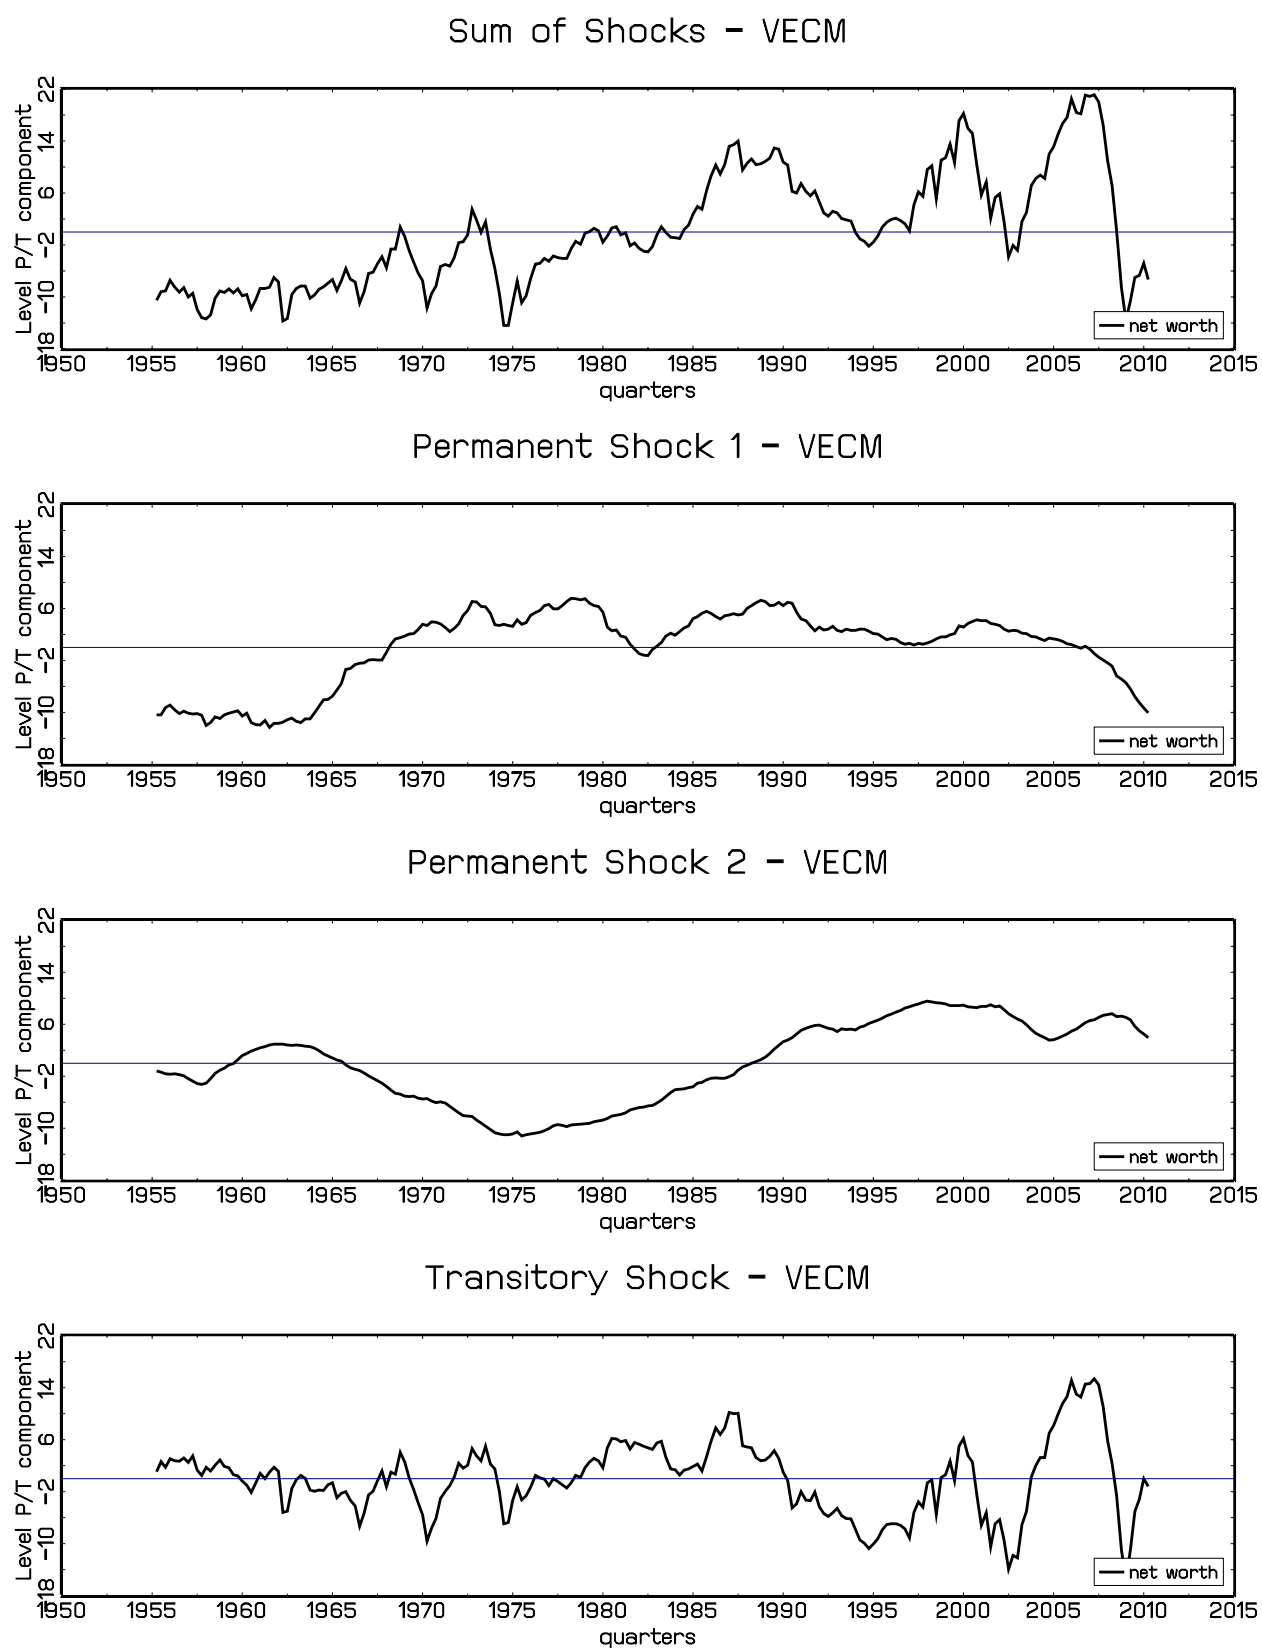 Sum of Shocks – VECM
Level P/T component
22
14
6
-2
-10
-18
1950 1955 1960 1965 1970 1975 1980 1985 1990 1995 2000 2005 2010 2015
quarters
net worth
Permanent Shock 1 – VECM
Level P/T component
22
14
6
-2
-10
-18
1950 1955 1960 1965 1970 1975 1980 1985 1990 1995 2000 2005 2010 2015
quarters
net worth
Permanent Shock 2 – VECM
Level P/T component
22
14
6
-2
-10
-18
1950 1955 1960 1965 1970 1975 1980 1985 1990 1995 2000 2005 2010 2015
quarters
net worth
Transitory Shock – VECM
Level P/T component
22
14
6
-2
-10
-18
1950 1955 1960 1965 1970 1975 1980 1985 1990 1995 2000 2005 2010 2015
quarters
net worth